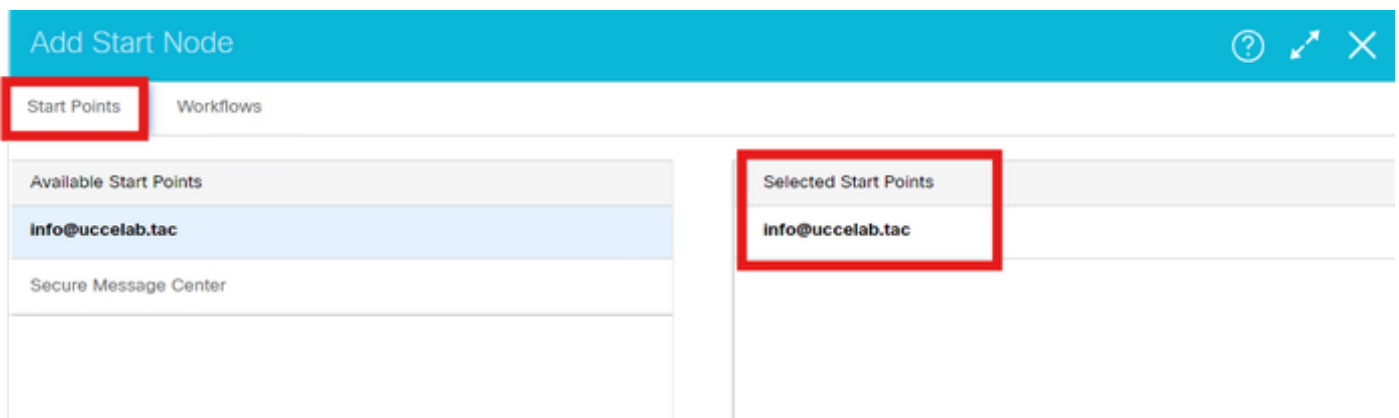 Add Start Node
Start Points Workflows
Available Start Points
info@uccelab.tac
Secure Message Center
Selected Start Points
info@uccelab.tac